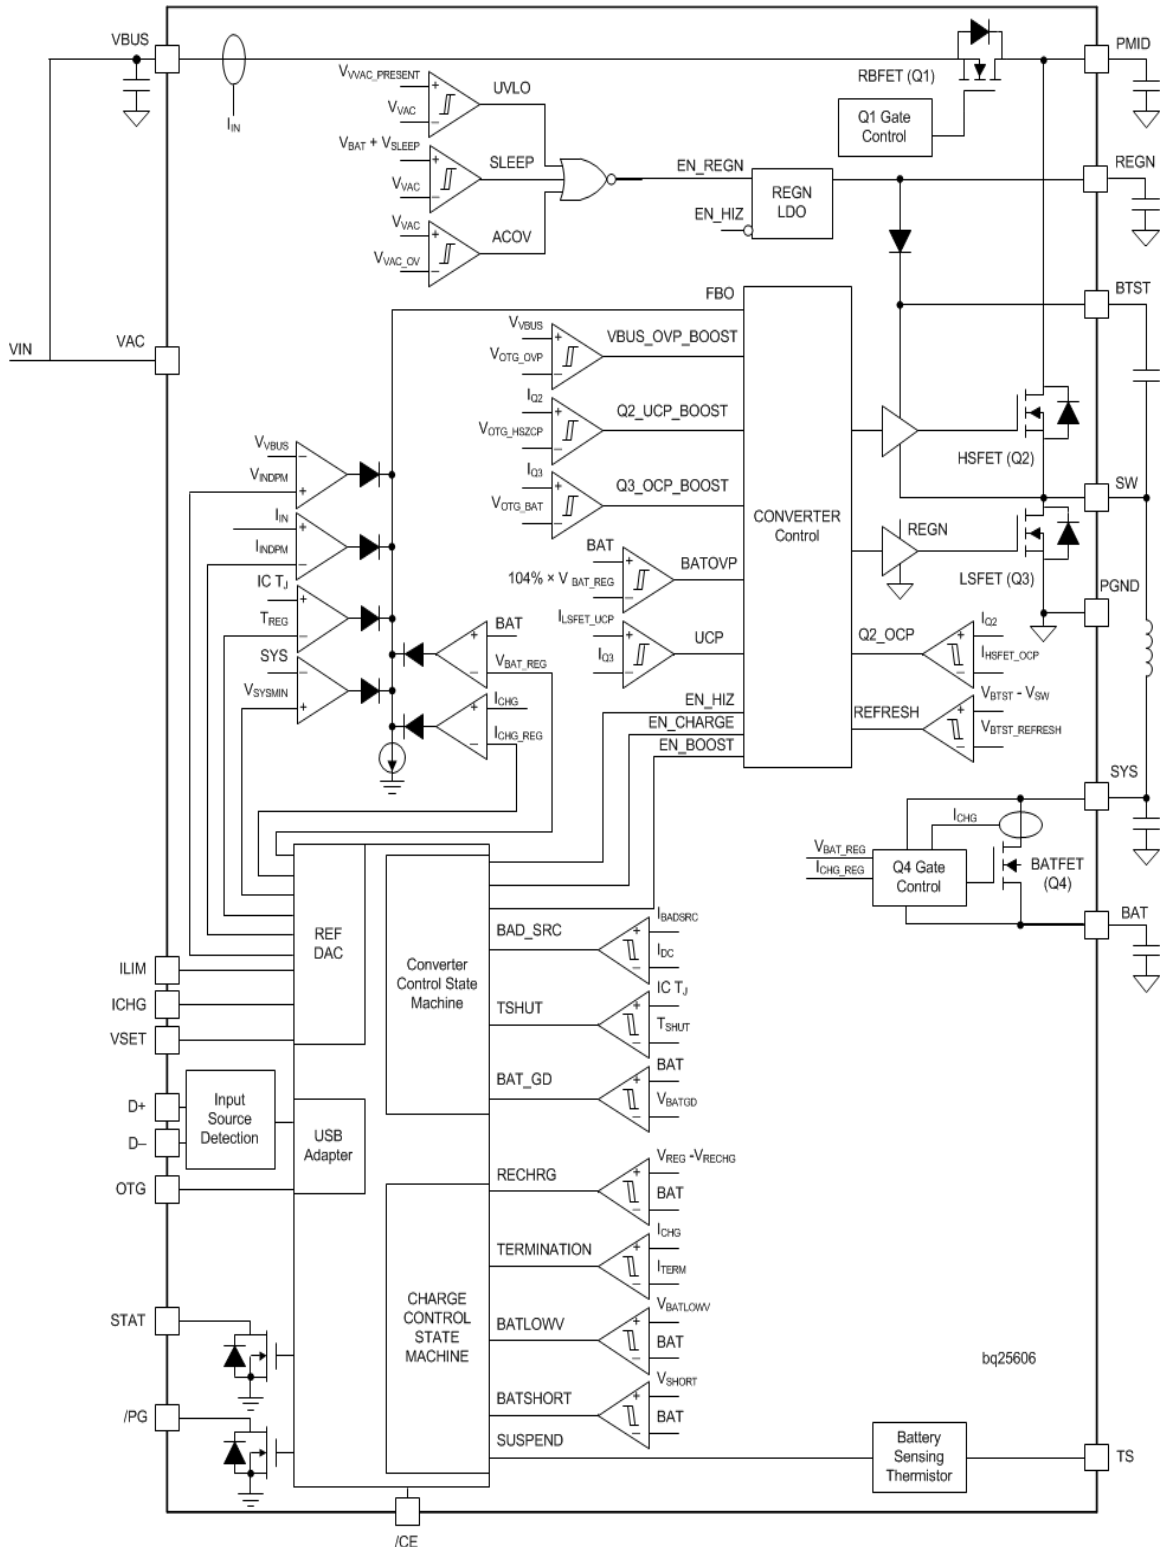 VBUS
PMID
RBFET (Q1)
VVAC_PRESENT
+
UVLO
VVAC
−
IIN
Q1 Gate
Control
VBAT + VSLEEP
+
SLEEP
VVAC
−
EN_REGN
REGN
LDO
REGN
EN_HIZ
VVAC
+
ACOV
VVAC_OV
−
FBO
BTST
VIN
VAC
VVBUS
+
VBUS_OVP_BOOST
VOTG_OVP
−
IQ2
+
Q2_UCP_BOOST
VOTG_HSZCP
−
HSFET (Q2)
VVBUS
−
VINDPM
+
IQ3
+
Q3_OCP_BOOST
VOTG_BAT
−
SW
CONVERTER
Control
REGN
IIN
+
IINDPM
−
BAT
+
BATOVP
104% × V BAT_REG
−
LSFET (Q3)
PGND
IC TJ
+
TREG
−
ILSFET_UCP
+
UCP
IQ3
−
Q2_OCP
+
IQ2
IHSFET_OCP
−
BAT
+
VBAT_REG
−
SYS
−
VSYSMIN
+
ICHG
+
ICHG_REG
−
EN_HIZ
EN_CHARGE
EN_BOOST
REFRESH
+
VBTST - VSW
VBTST_REFRESH
−
SYS
ICHG
VBAT_REG
ICHG_REG
Q4 Gate
Control
BATFET
(Q4)
BAT
REF
DAC
Converter
Control State
Machine
BAD_SRC
+
IBADSRC
IDC
−
ILIM
ICHG
VSET
TSHUT
+
IC TJ
TSHUT
−
BAT_GD
+
BAT
VBATGD
−
D+
D−
Input
Source
Detection
USB
Adapter
OTG
RECHRG
+
VREG -VRECHG
BAT
−
TERMINATION
+
ICHG
ITERM
−
CHARGE
CONTROL
STATE
MACHINE
STAT
BATLOWV
+
VBATLOWV
BAT
−
bq25606
BATSHORT
+
VSHORT
BAT
−
/PG
SUSPEND
Battery
Sensing
Thermistor
TS
/CE